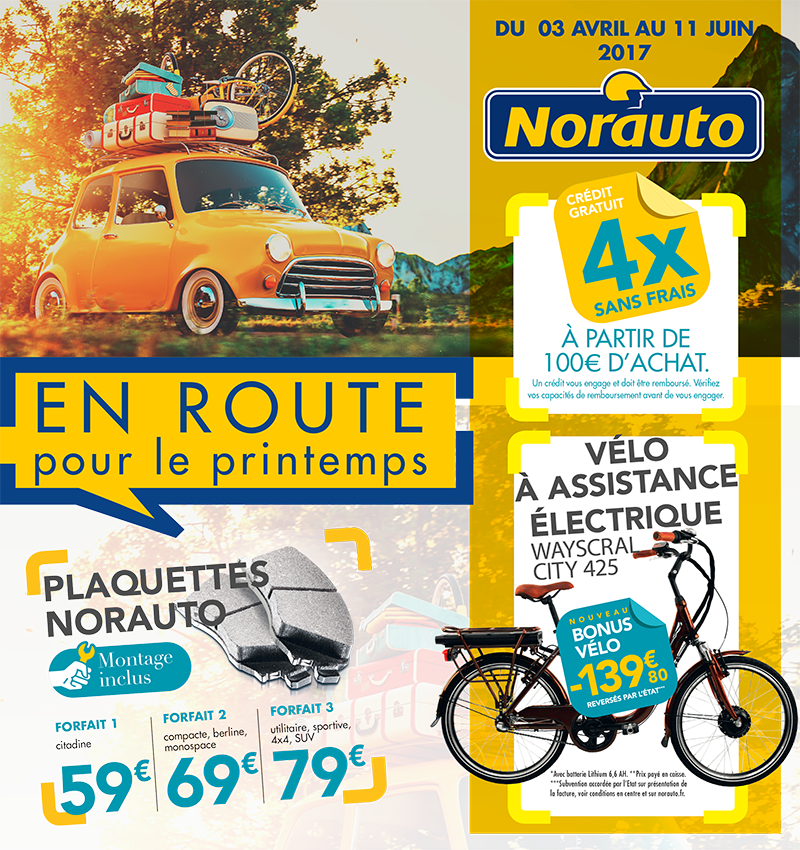 DU 03 AVRIL AU 11 JUIN
2017
Norauto
CRÉDIT
GRATUIT
4x
SANS FRAIS
À PARTIR DE
100€ D'ACHAT.
Un crédit vous engage et doit être remboursé. Vérifiez
vos capacités de remboursement avant de vous engager.
EN ROUTE
pour le printemps
VÉLO
À ASSISTANCE
ÉLECTRIQUE
WAYSCRAL
CITY 425
NOUVEAU
BONUS
VÉLO
-139€80
REVERSÉS PAR L'ÉTAT***
*Avec batterie Lithium 6,6 AH. **Prix payé en caisse.
***Subvention accordée par l'Etat sur présentation de
la facture, voir conditions en centre et sur norauto.fr.
PLAQUETTES
NORAUTO
Montage
inclus
FORFAIT 1
citadine
59€
FORFAIT 2
compacte, berline,
monospace
69€
FORFAIT 3
utilitaire, sportive,
4x4, SUV
79€